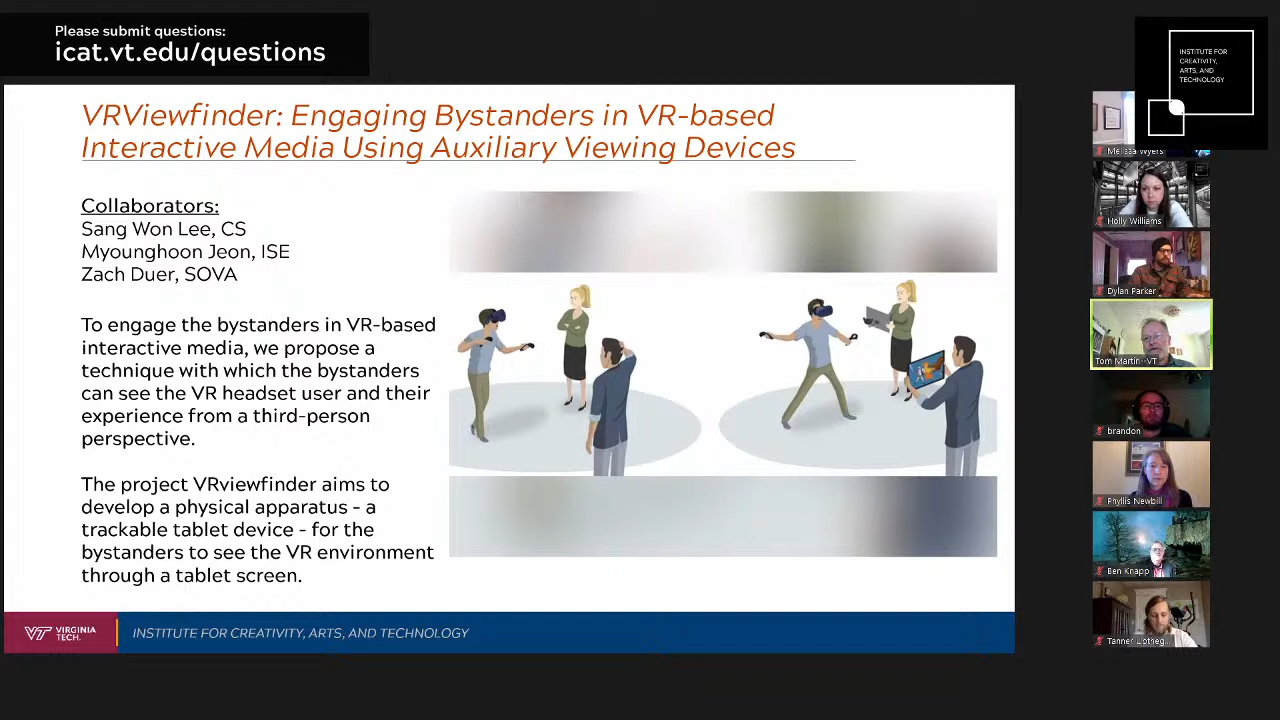 Please submit questions:
icat.vt.edu/questions
INSTITUTE FOR
CREATIVITY,
ARTS, AND
TECHNOLOGY
VRViewfinder: Engaging Bystanders in VR-based
Interactive Media Using Auxiliary Viewing Devices
Collaborators:
Sang Won Lee, CS
Myounghoon Jeon, ISE
Zach Duer, SOVA
To engage the bystanders in VR-based
interactive media, we propose a
technique with which the bystanders
can see the VR headset user and their
experience from a third-person
perspective.
The project VRviewfinder aims to
develop a physical apparatus - a
trackable tablet device - for the
bystanders to see the VR environment
through a tablet screen.
VT VIRGINIA
TECH.
INSTITUTE FOR CREATIVITY, ARTS, AND TECHNOLOGY
Melissa Wyers
Holly Williams
Dylan Parker
Tom Martin - VT
brandon
Phyllis Newbill
Ben Knapp
Tanner